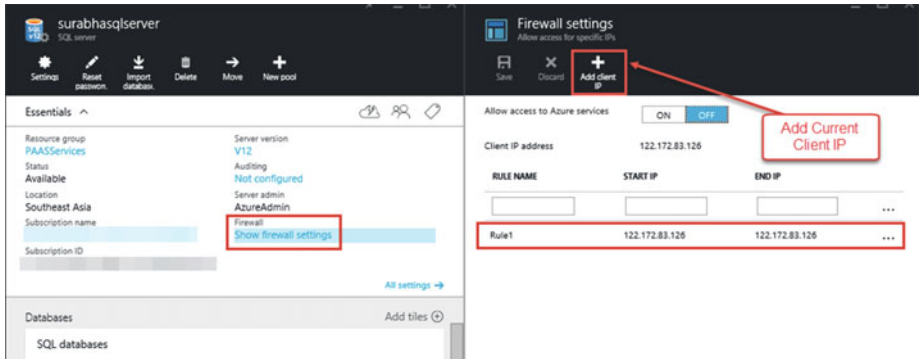 surabhasqlserver
SQL server
SQL
V12
Settings
Reset
passwon.
Import
databas.
Delete
Move
New pool
Essentials
Resource group
PAASServices
Status
Available
Location
Southeast Asia
Subscription name
Subscription ID
Server version
V12
Auditing
Not configured
Server admin
AzureAdmin
Firewall
Show firewall settings
All settings →
Databases
Add tiles
SQL databases
Firewall settings
Allow access for specific IPs
Save
Discard
Add client
IP
Allow access to Azure services
ON OFF
Add Current
Client IP
Client IP address 122.172.83.126
RULE NAME START IP END IP
...
Rule1 122.172.83.126 122.172.83.126 ...